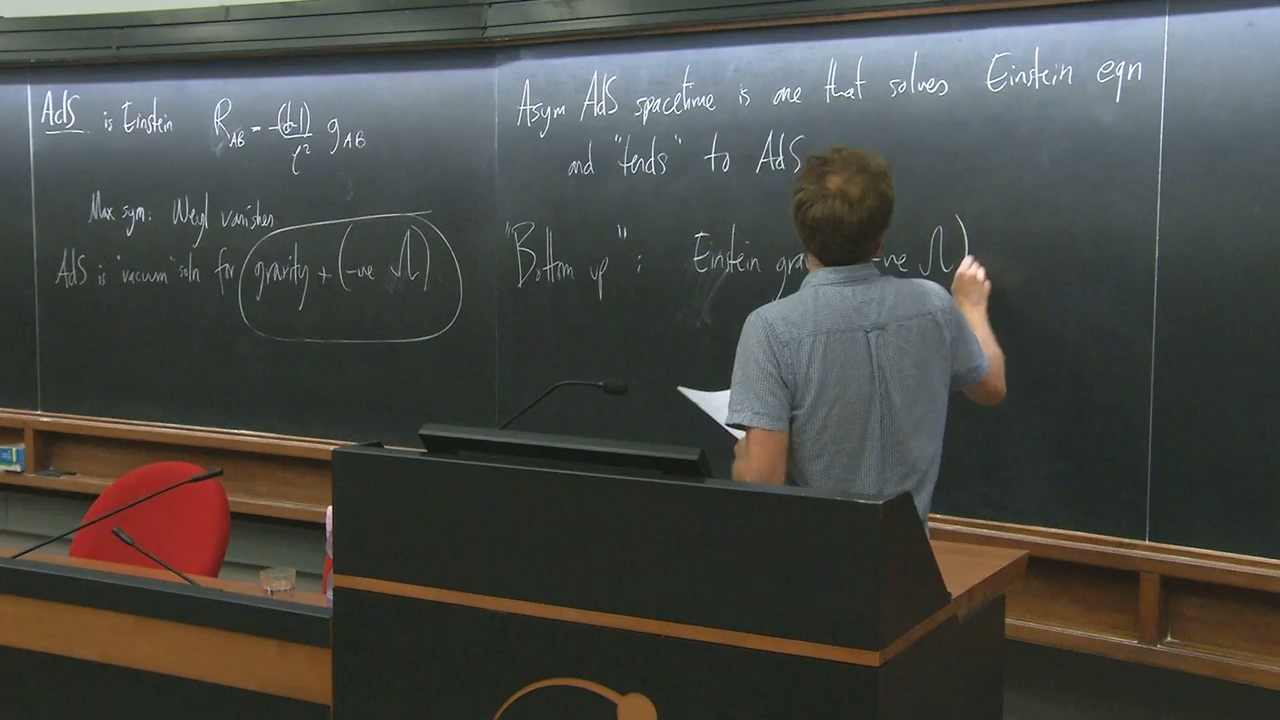 AdS is Einstein R_AB = -(d-1)/ℓ² g_AB
Max sym: Weyl vanishes
AdS is "vacuum" soln for gravity + (-ve Λ)
Asym AdS spacetime is one that solves Einstein eqn
and "tends" to AdS
"Bottom up" : Einstein -ve Λ)